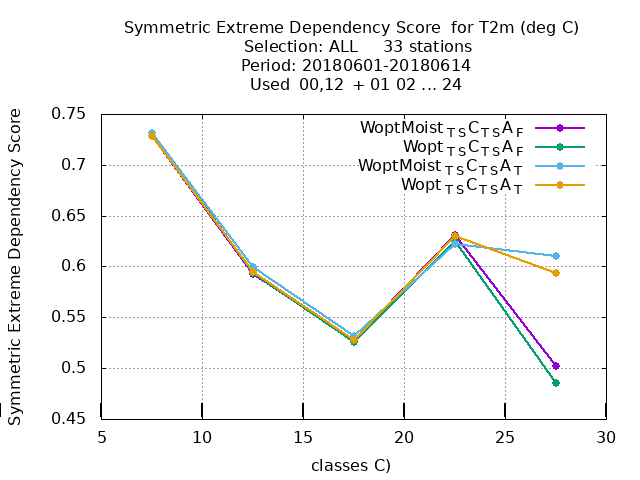 Symmetric Extreme Dependency Score for T2m (deg C)
Selection: ALL 33 stations
Period: 20180601-20180614
Used 00,12 + 01 02 ... 24
Symmetric Extreme Dependency Score
0.75
0.7
0.65
0.6
0.55
0.5
0.45
WoptMoist TS C TS A F
Wopt TS C TS A F
WoptMoist TS C TS A T
Wopt TS C TS A T
5 10 15 20 25 30
classes C)